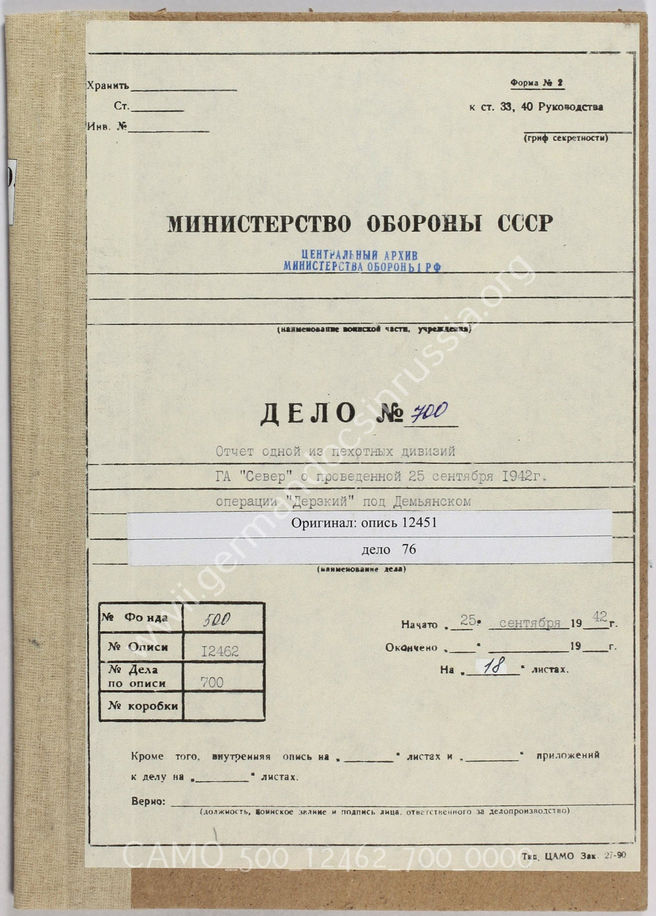 Хранить
Форма № 2
Ст.
к ст. 33, 40 Руководства
Инв. №
(гриф секретности)
МИНИСТЕРСТВО ОБОРОНЫ СССР
ЦЕНТРАЛЬНЫЙ АРХИВ
МИНИСТЕРСТВА ОБОРОНЫ РФ
(наименование воинской части, учреждения)
ДЕЛО № 700
Отчет одной из пехотных дивизий
ГА "Север" о проведенной 25 сентября 1942г.
операции "Дерзкий" под Демьянском
Оригинал: опись 12451
дело 76
(наименование дела)
№ Фонда 500
№ Описи 12462
№ Дела по описи 700
№ коробки
Начато „25" сентября 1942 г.
Окончено „ " 19 г.
На „18" листах.
Кроме того, внутренняя опись на „ " листах и „ " приложений
к делу на „ " листах.
Верно:
(должность, воинское звание и подпись лица, ответственного за делопроизводство)
Тип. ЦАМО Зак. 27-90
CAMO_500_12462_700_0000
wwii.germandocsinrussia.org